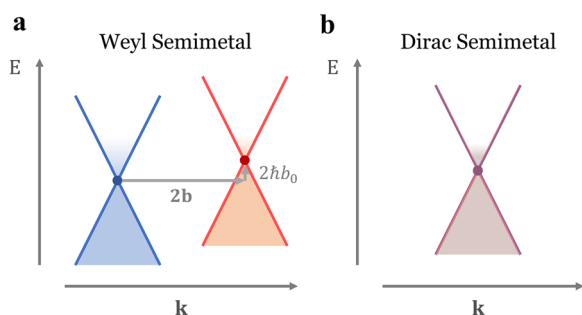 a
Weyl Semimetal
E
2b
2ℏb₀
k
b
Dirac Semimetal
E
k